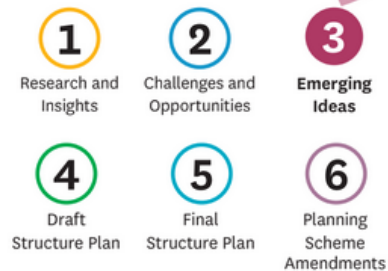 1
Research and
Insights
2
Challenges and
Opportunities
3
Emerging
Ideas
4
Draft
Structure Plan
5
Final
Structure Plan
6
Planning
Scheme
Amendments